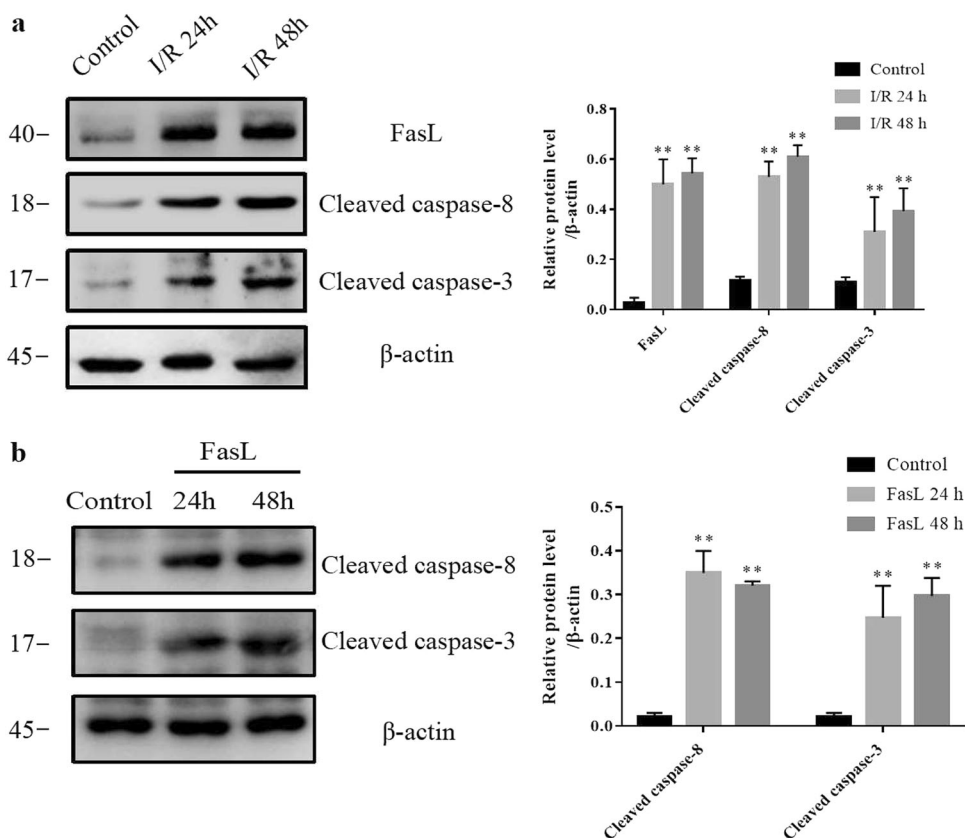 a
Control
I/R 24h
I/R 48h
40–
FasL
18–
Cleaved caspase-8
17–
Cleaved caspase-3
45–
β-actin
Control
I/R 24 h
I/R 48 h
Relative protein level
/β-actin
0.8
0.6
0.4
0.2
0.0
** ** ** ** ** **
FasL
Cleaved caspase-8
Cleaved caspase-3
b
FasL
Control 24h 48h
18–
Cleaved caspase-8
17–
Cleaved caspase-3
45–
β-actin
Control
FasL 24 h
FasL 48 h
Relative protein level
/β-actin
0.5
0.4
0.3
0.2
0.1
0.0
** ** ** **
Cleaved caspase-8
Cleaved caspase-3